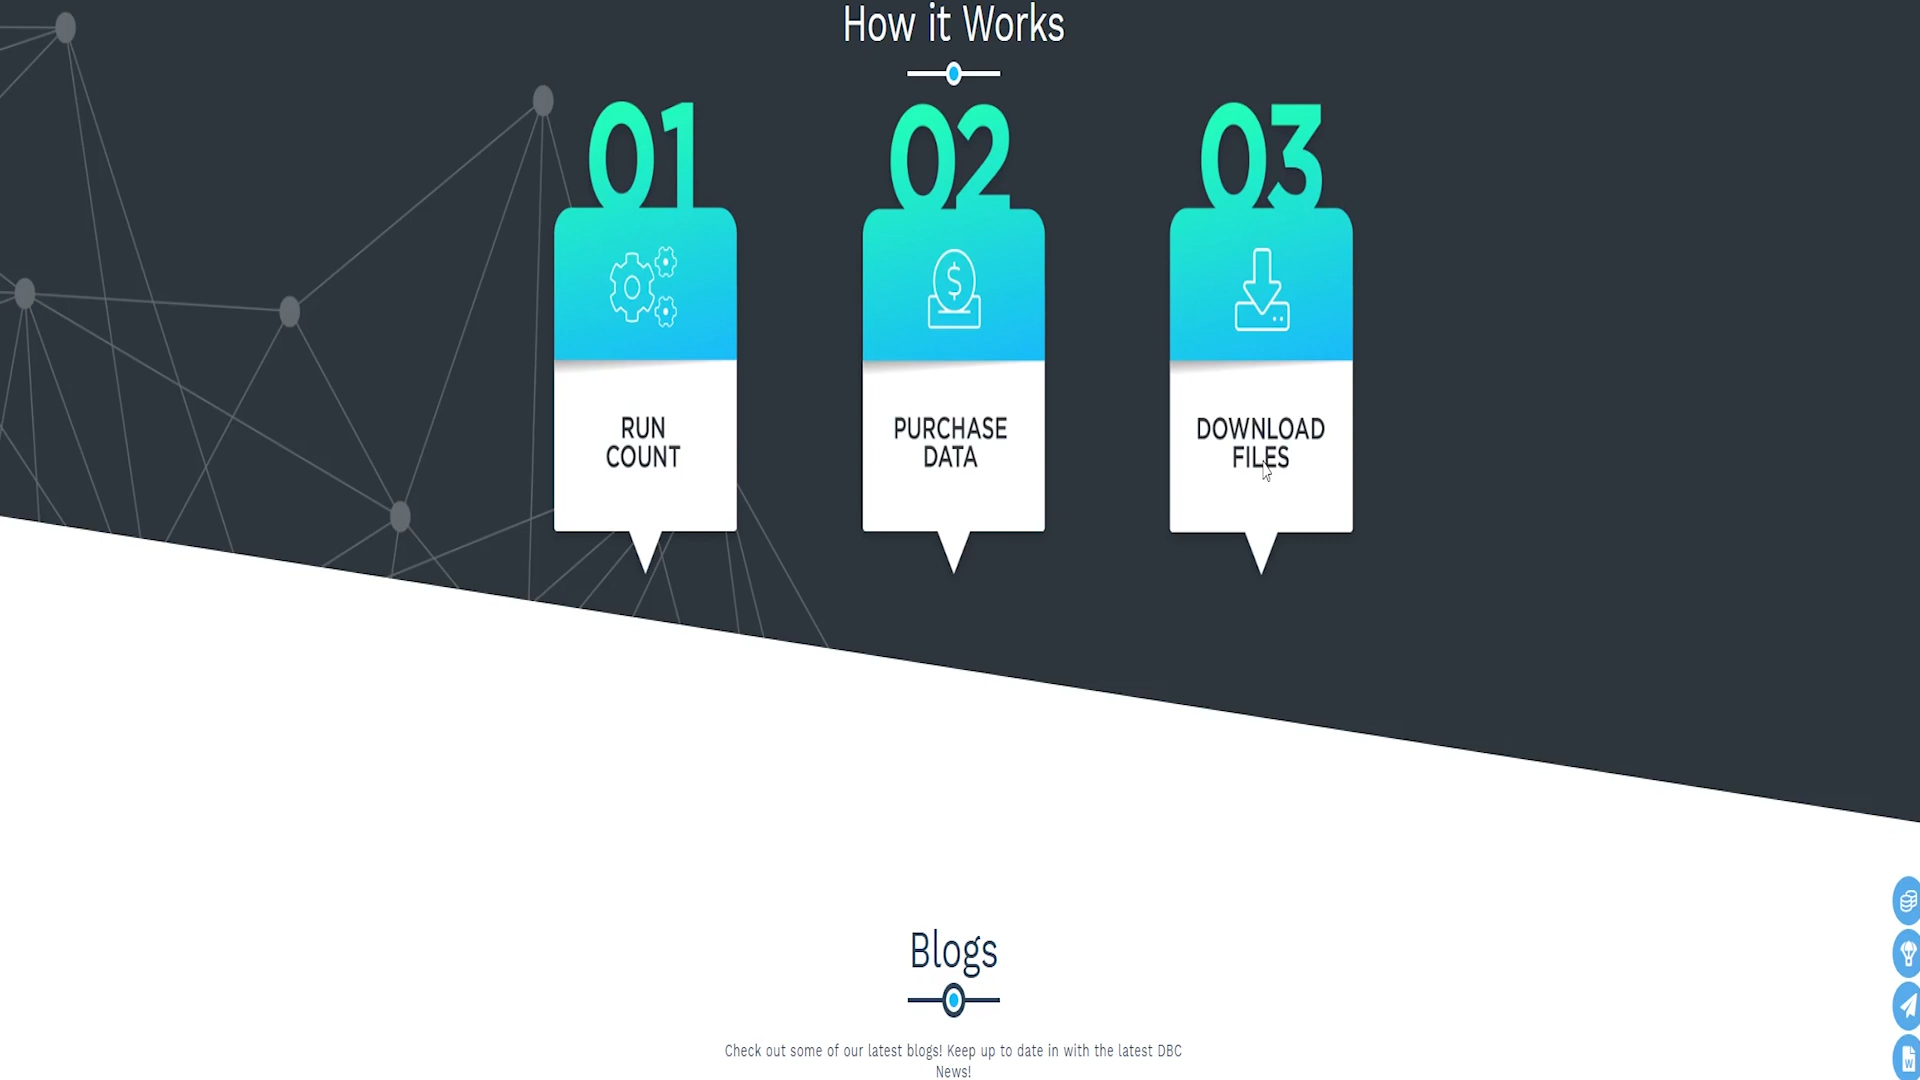 How it Works
01
02
03
$
RUN
COUNT
PURCHASE
DATA
DOWNLOAD
FILES
Blogs
Check out some of our latest blogs! Keep up to date in with the latest DBC
News!
W